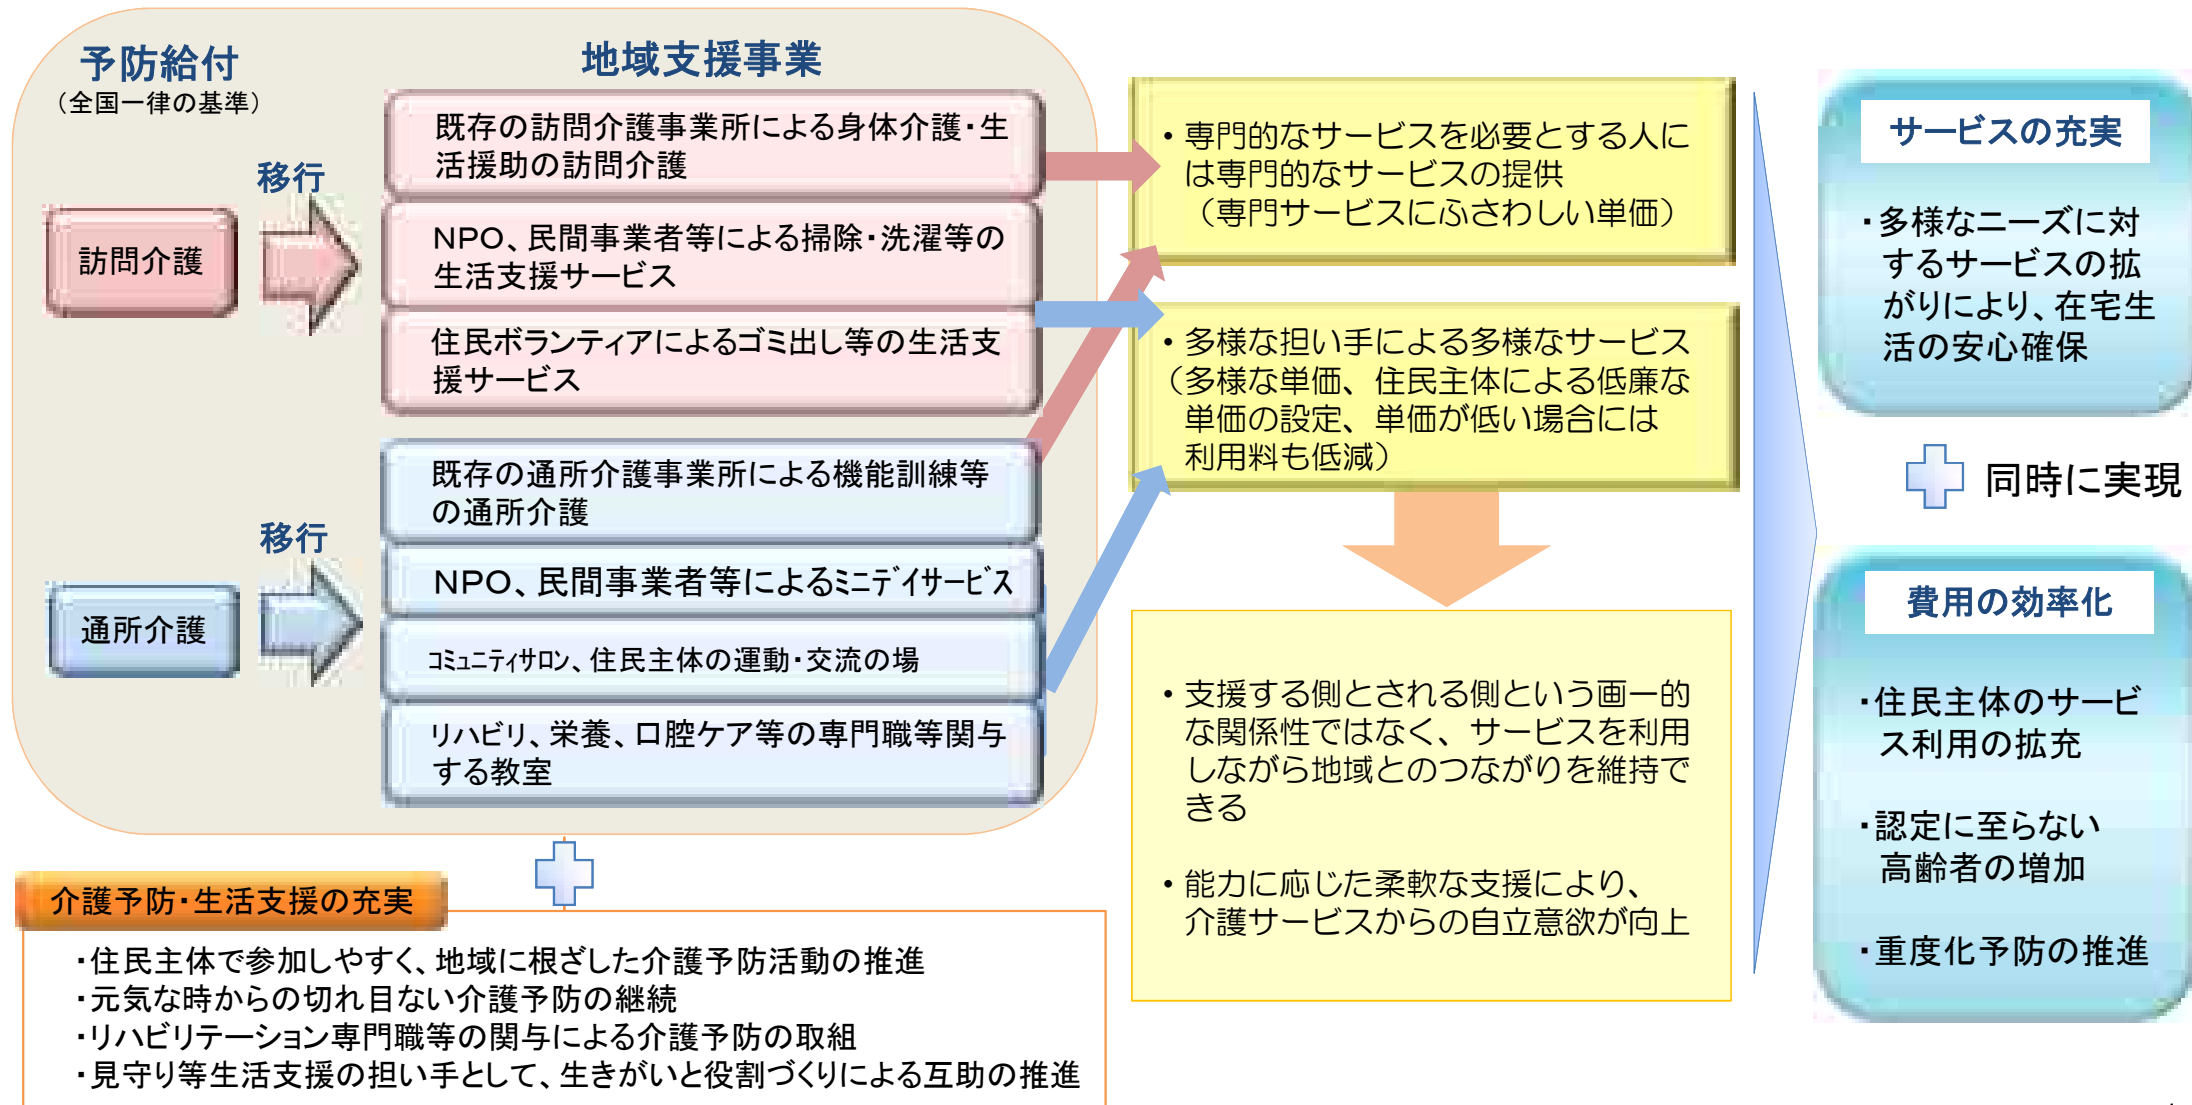 予防給付
（全国一律の基準）
地域支援事業
移行
訪問介護
既存の訪問介護事業所による身体介護・生
活援助の訪問介護
NPO、民間事業者等による掃除・洗濯等の
生活支援サービス
住民ボランティアによるゴミ出し等の生活支
援サービス
移行
通所介護
既存の通所介護事業所による機能訓練等
の通所介護
NPO、民間事業者等によるミニデイサービス
コミュニティサロン、住民主体の運動・交流の場
リハビリ、栄養、口腔ケア等の専門職等関与
する教室
・専門的なサービスを必要とする人に
は専門的なサービスの提供
（専門サービスにふさわしい単価）
・多様な担い手による多様なサービス
（多様な単価、住民主体による低廉な
単価の設定、単価が低い場合には
利用料も低減）
・支援する側とされる側という画一的
な関係性ではなく、サービスを利用
しながら地域とのつながりを維持で
きる
・能力に応じた柔軟な支援により、
介護サービスからの自立意欲が向上
サービスの充実
・多様なニーズに対
するサービスの拡
がりにより、在宅生
活の安心確保
同時に実現
費用の効率化
・住民主体のサービ
ス利用の拡充
・認定に至らない
高齢者の増加
・重度化予防の推進
介護予防・生活支援の充実
・住民主体で参加しやすく、地域に根ざした介護予防活動の推進
・元気な時からの切れ目ない介護予防の継続
・リハビリテーション専門職等の関与による介護予防の取組
・見守り等生活支援の担い手として、生きがいと役割づくりによる互助の推進